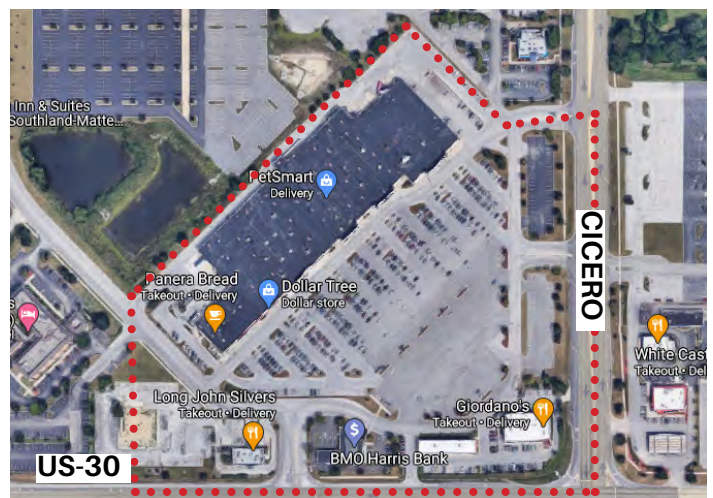 Inn & Suites
Southland-Matte...
PetSmart
Delivery
CICERO
Panera Bread
Takeout • Delivery
Dollar Tree
Dollar store
White Cast
Takeout • Del
Long John Silvers
Takeout • Delivery
Giordano's
Takeout • Delivery
$
BMO Harris Bank
US-30